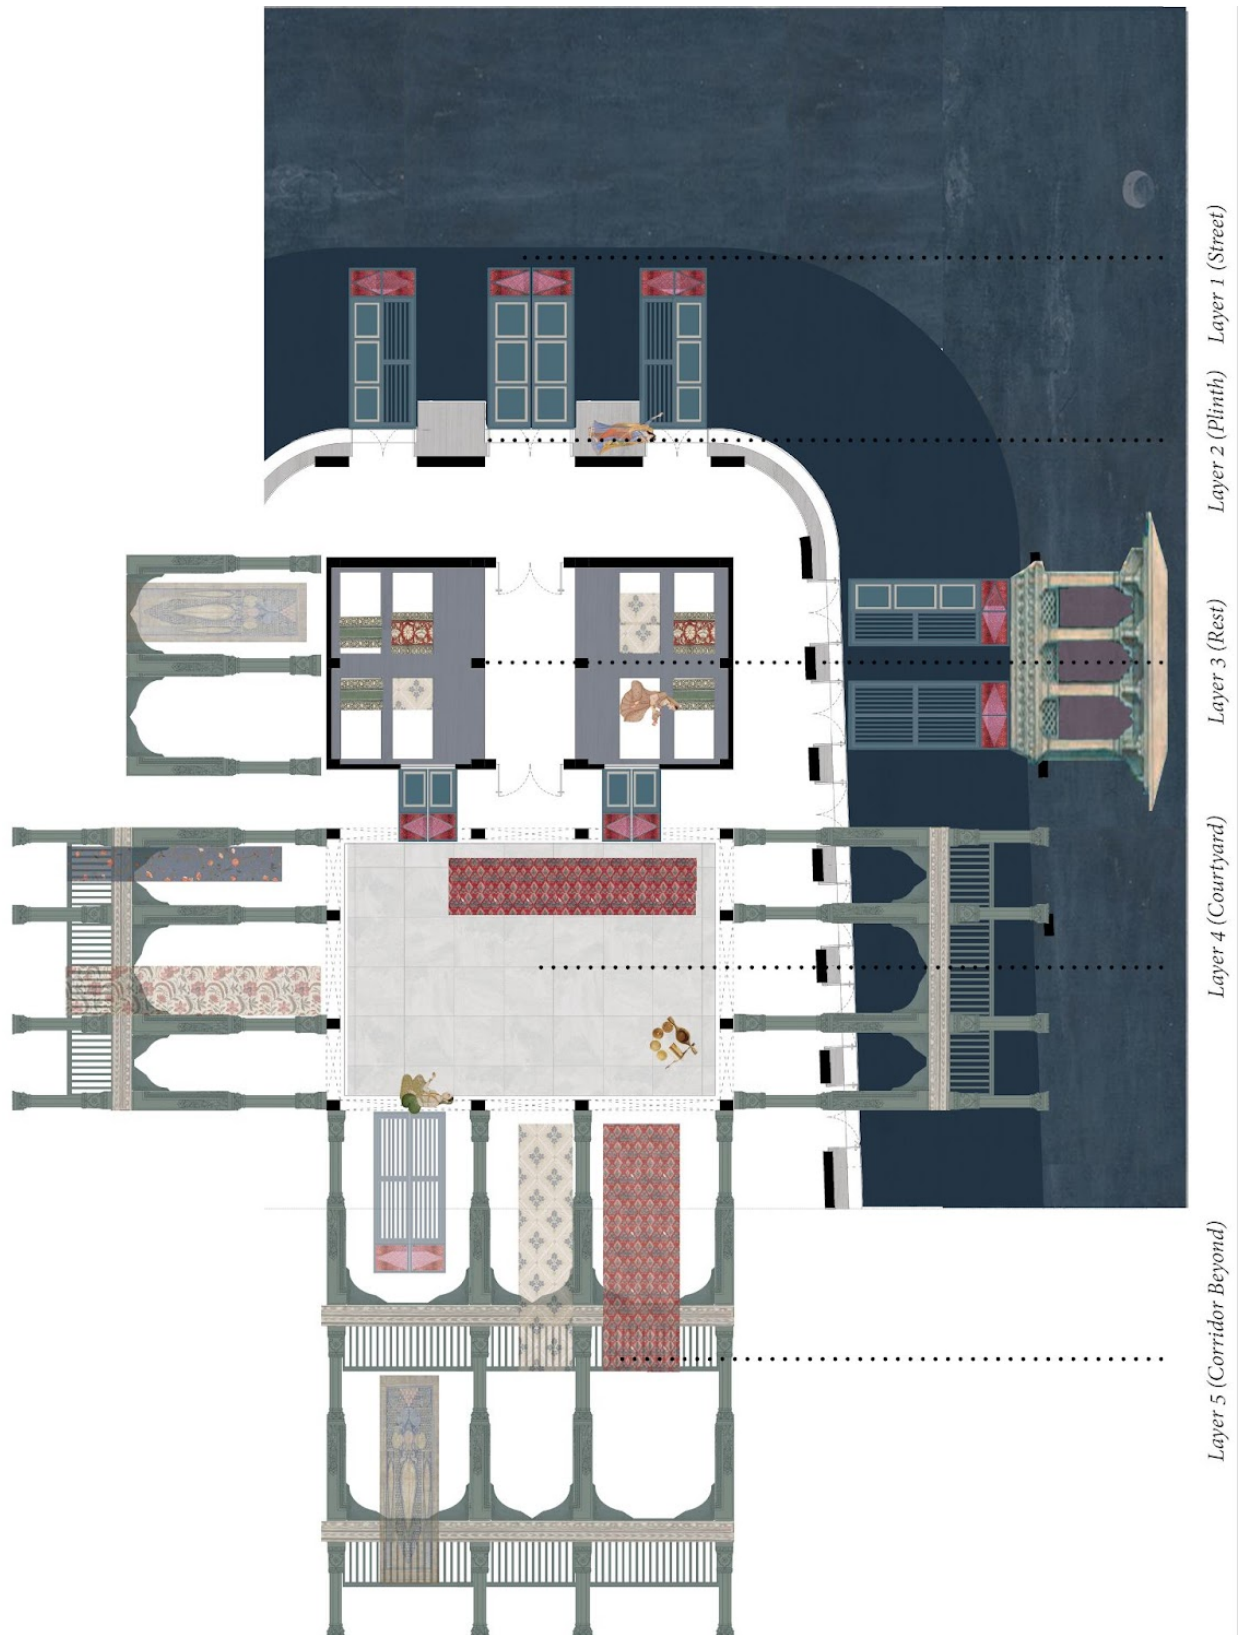 Layer 1 (Street)
Layer 2 (Plinth)
Layer 3 (Rest)
Layer 4 (Courtyard)
Layer 5 (Corridor Beyond)